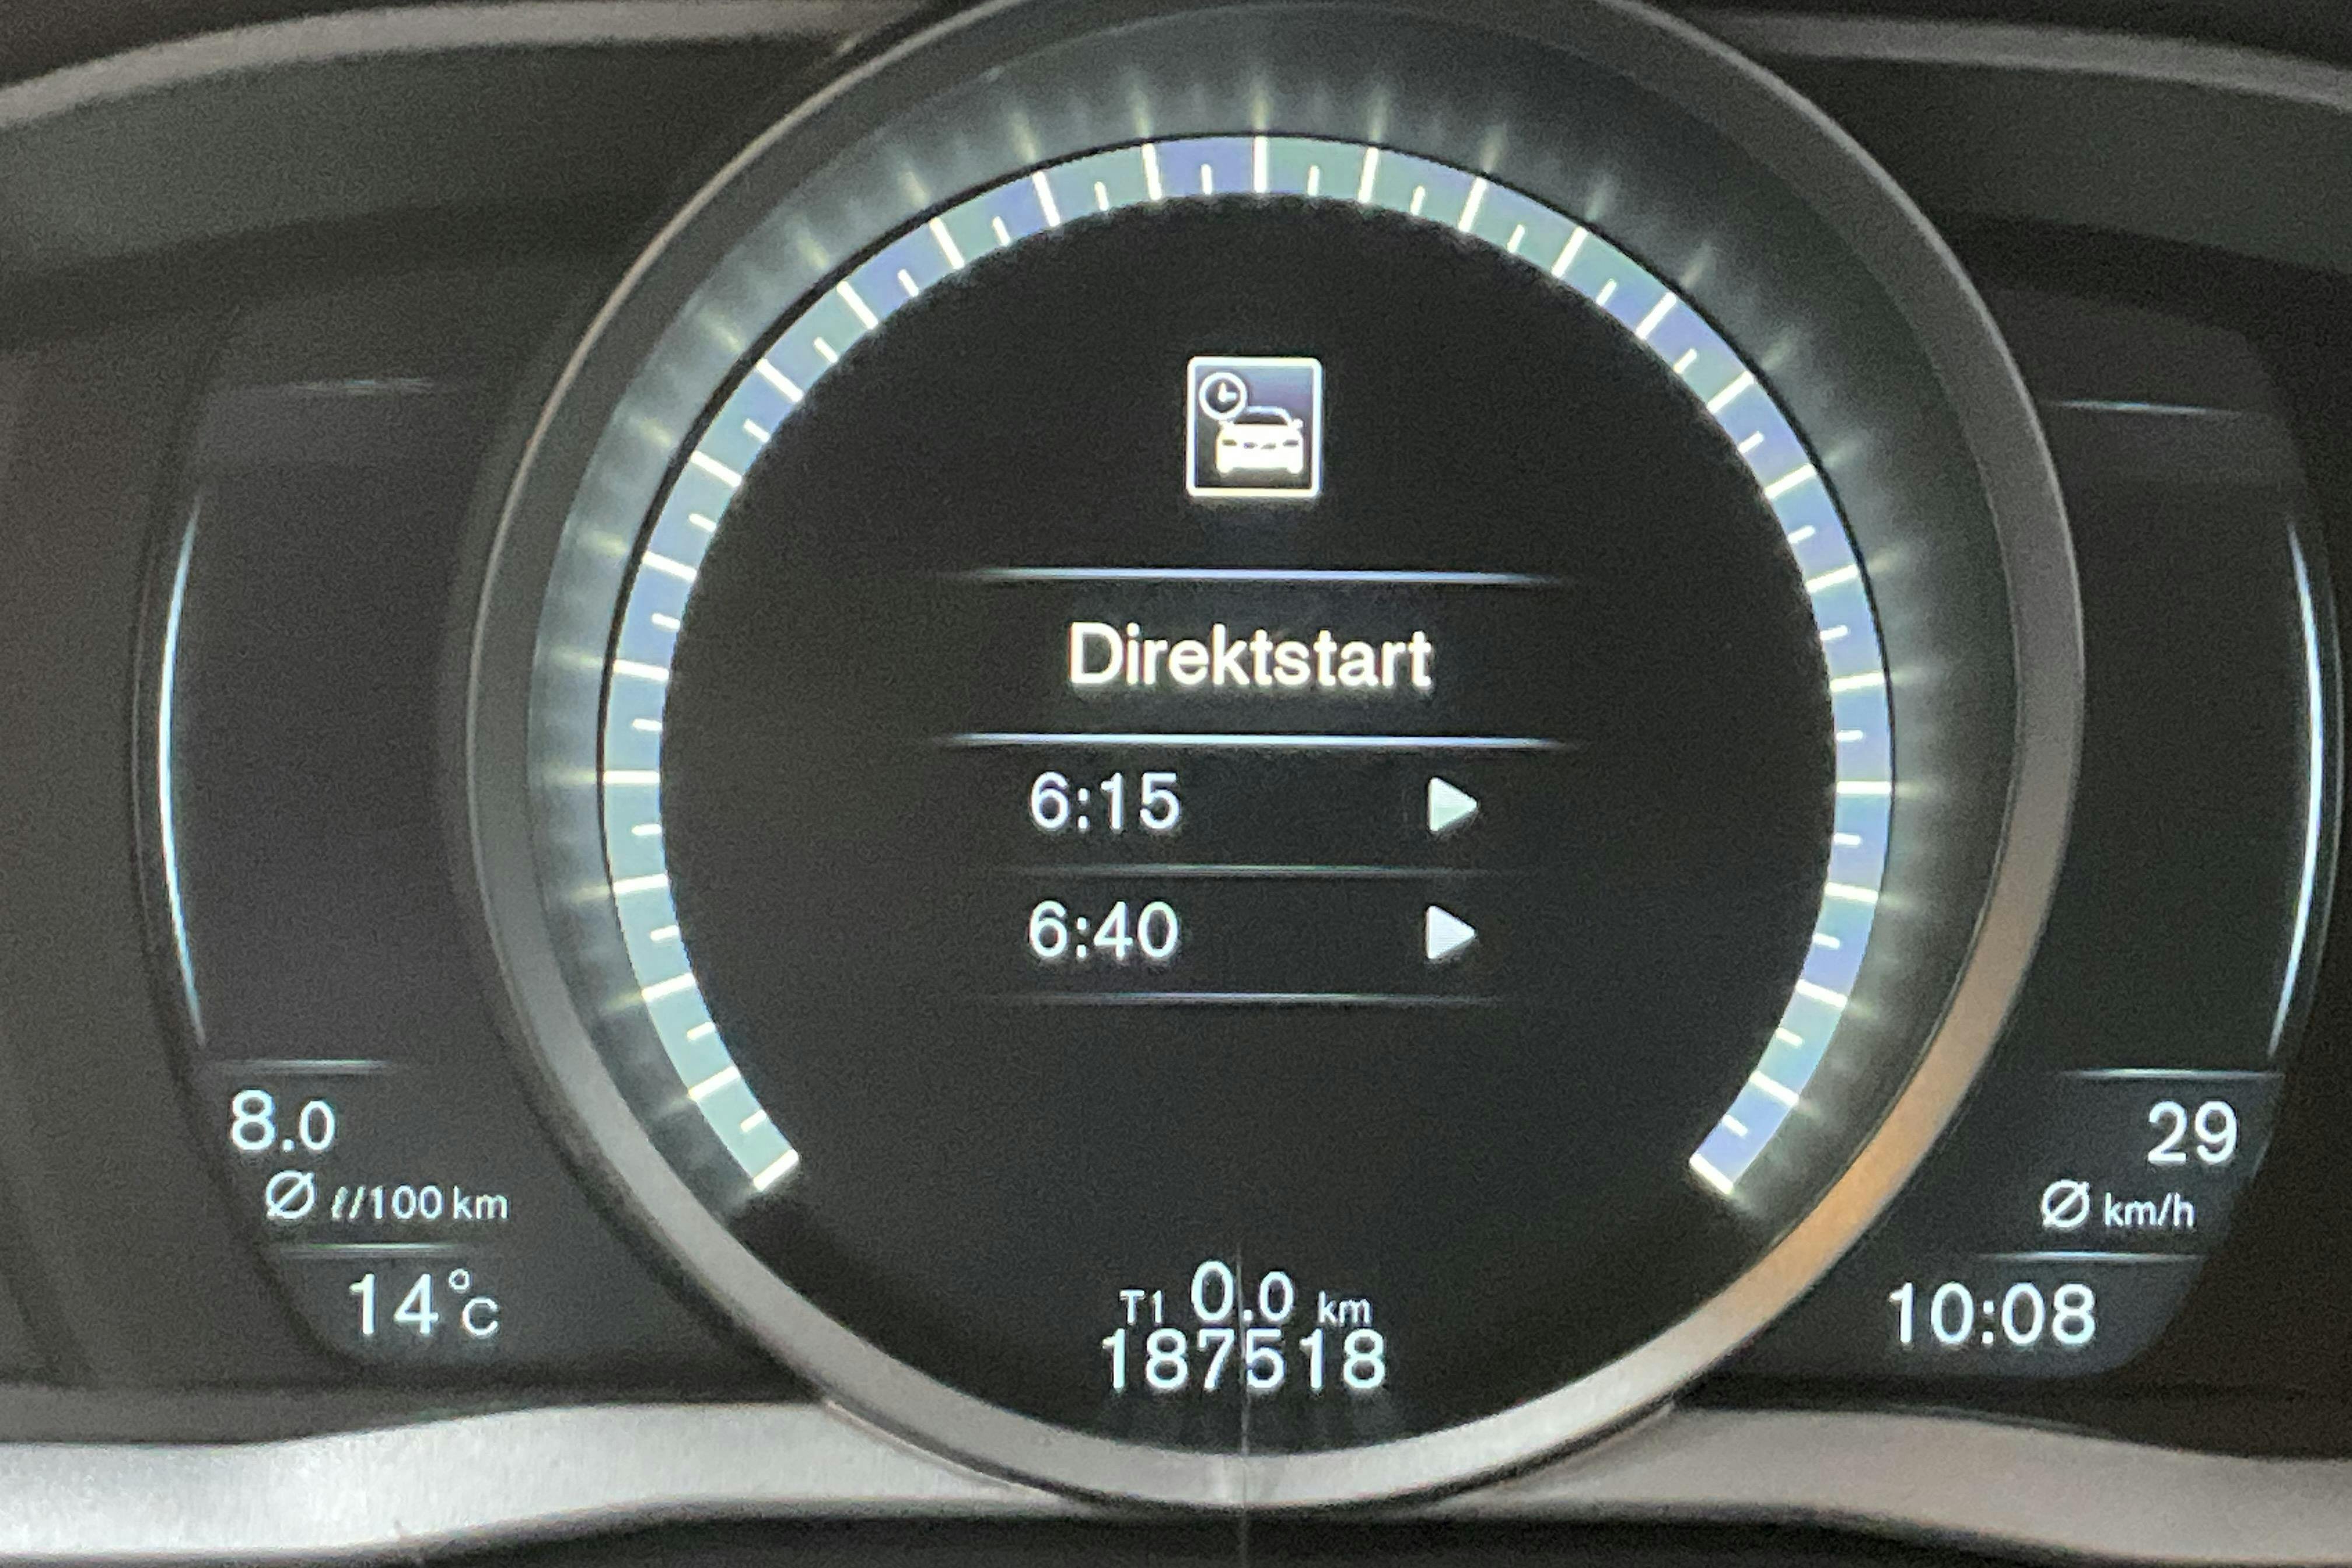 Direktstart
6:15
6:40
8.0
Ø ℓ/100 km
14°C
T1 0.0 km
187518
29
Ø km/h
10:08